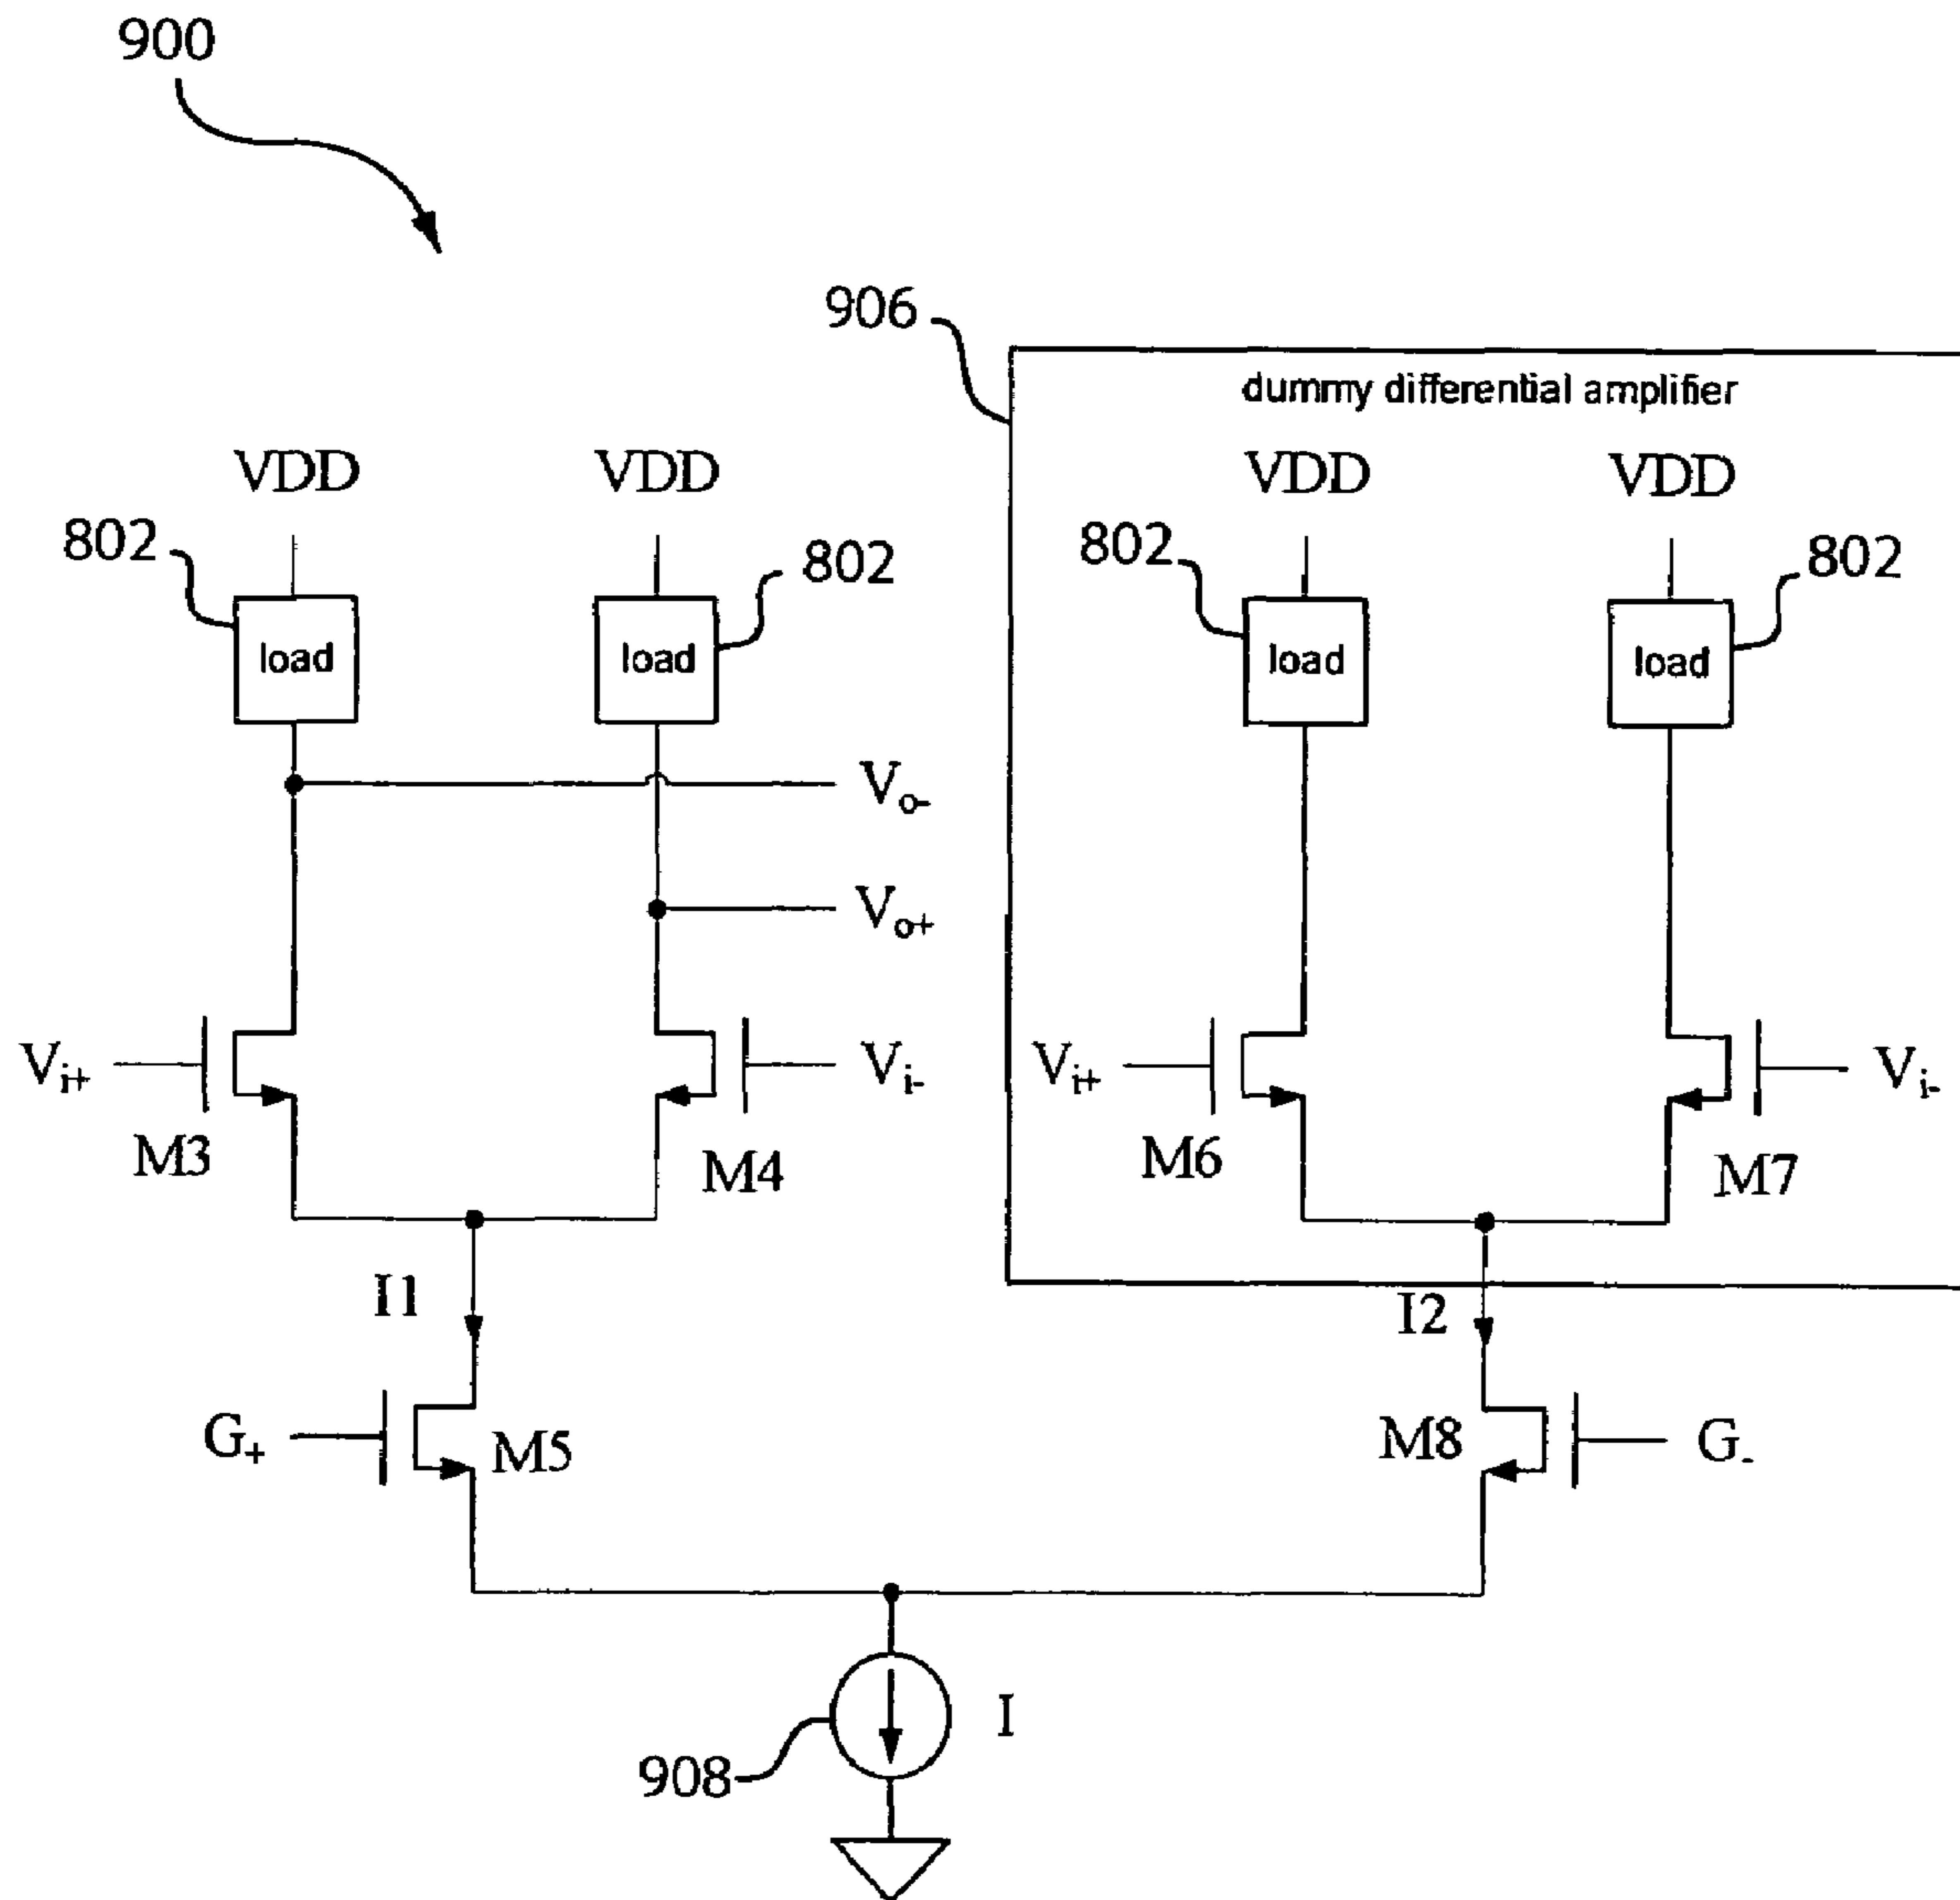 900
906
dummy differential amplifier
VDD VDD VDD VDD
802 802 802 802
load load load load
Vo-
Vo+
Vi+ Vi- Vi+ Vi-
M3 M4 M6 M7
I1 I2
G+ M5 M8 G-
I
908